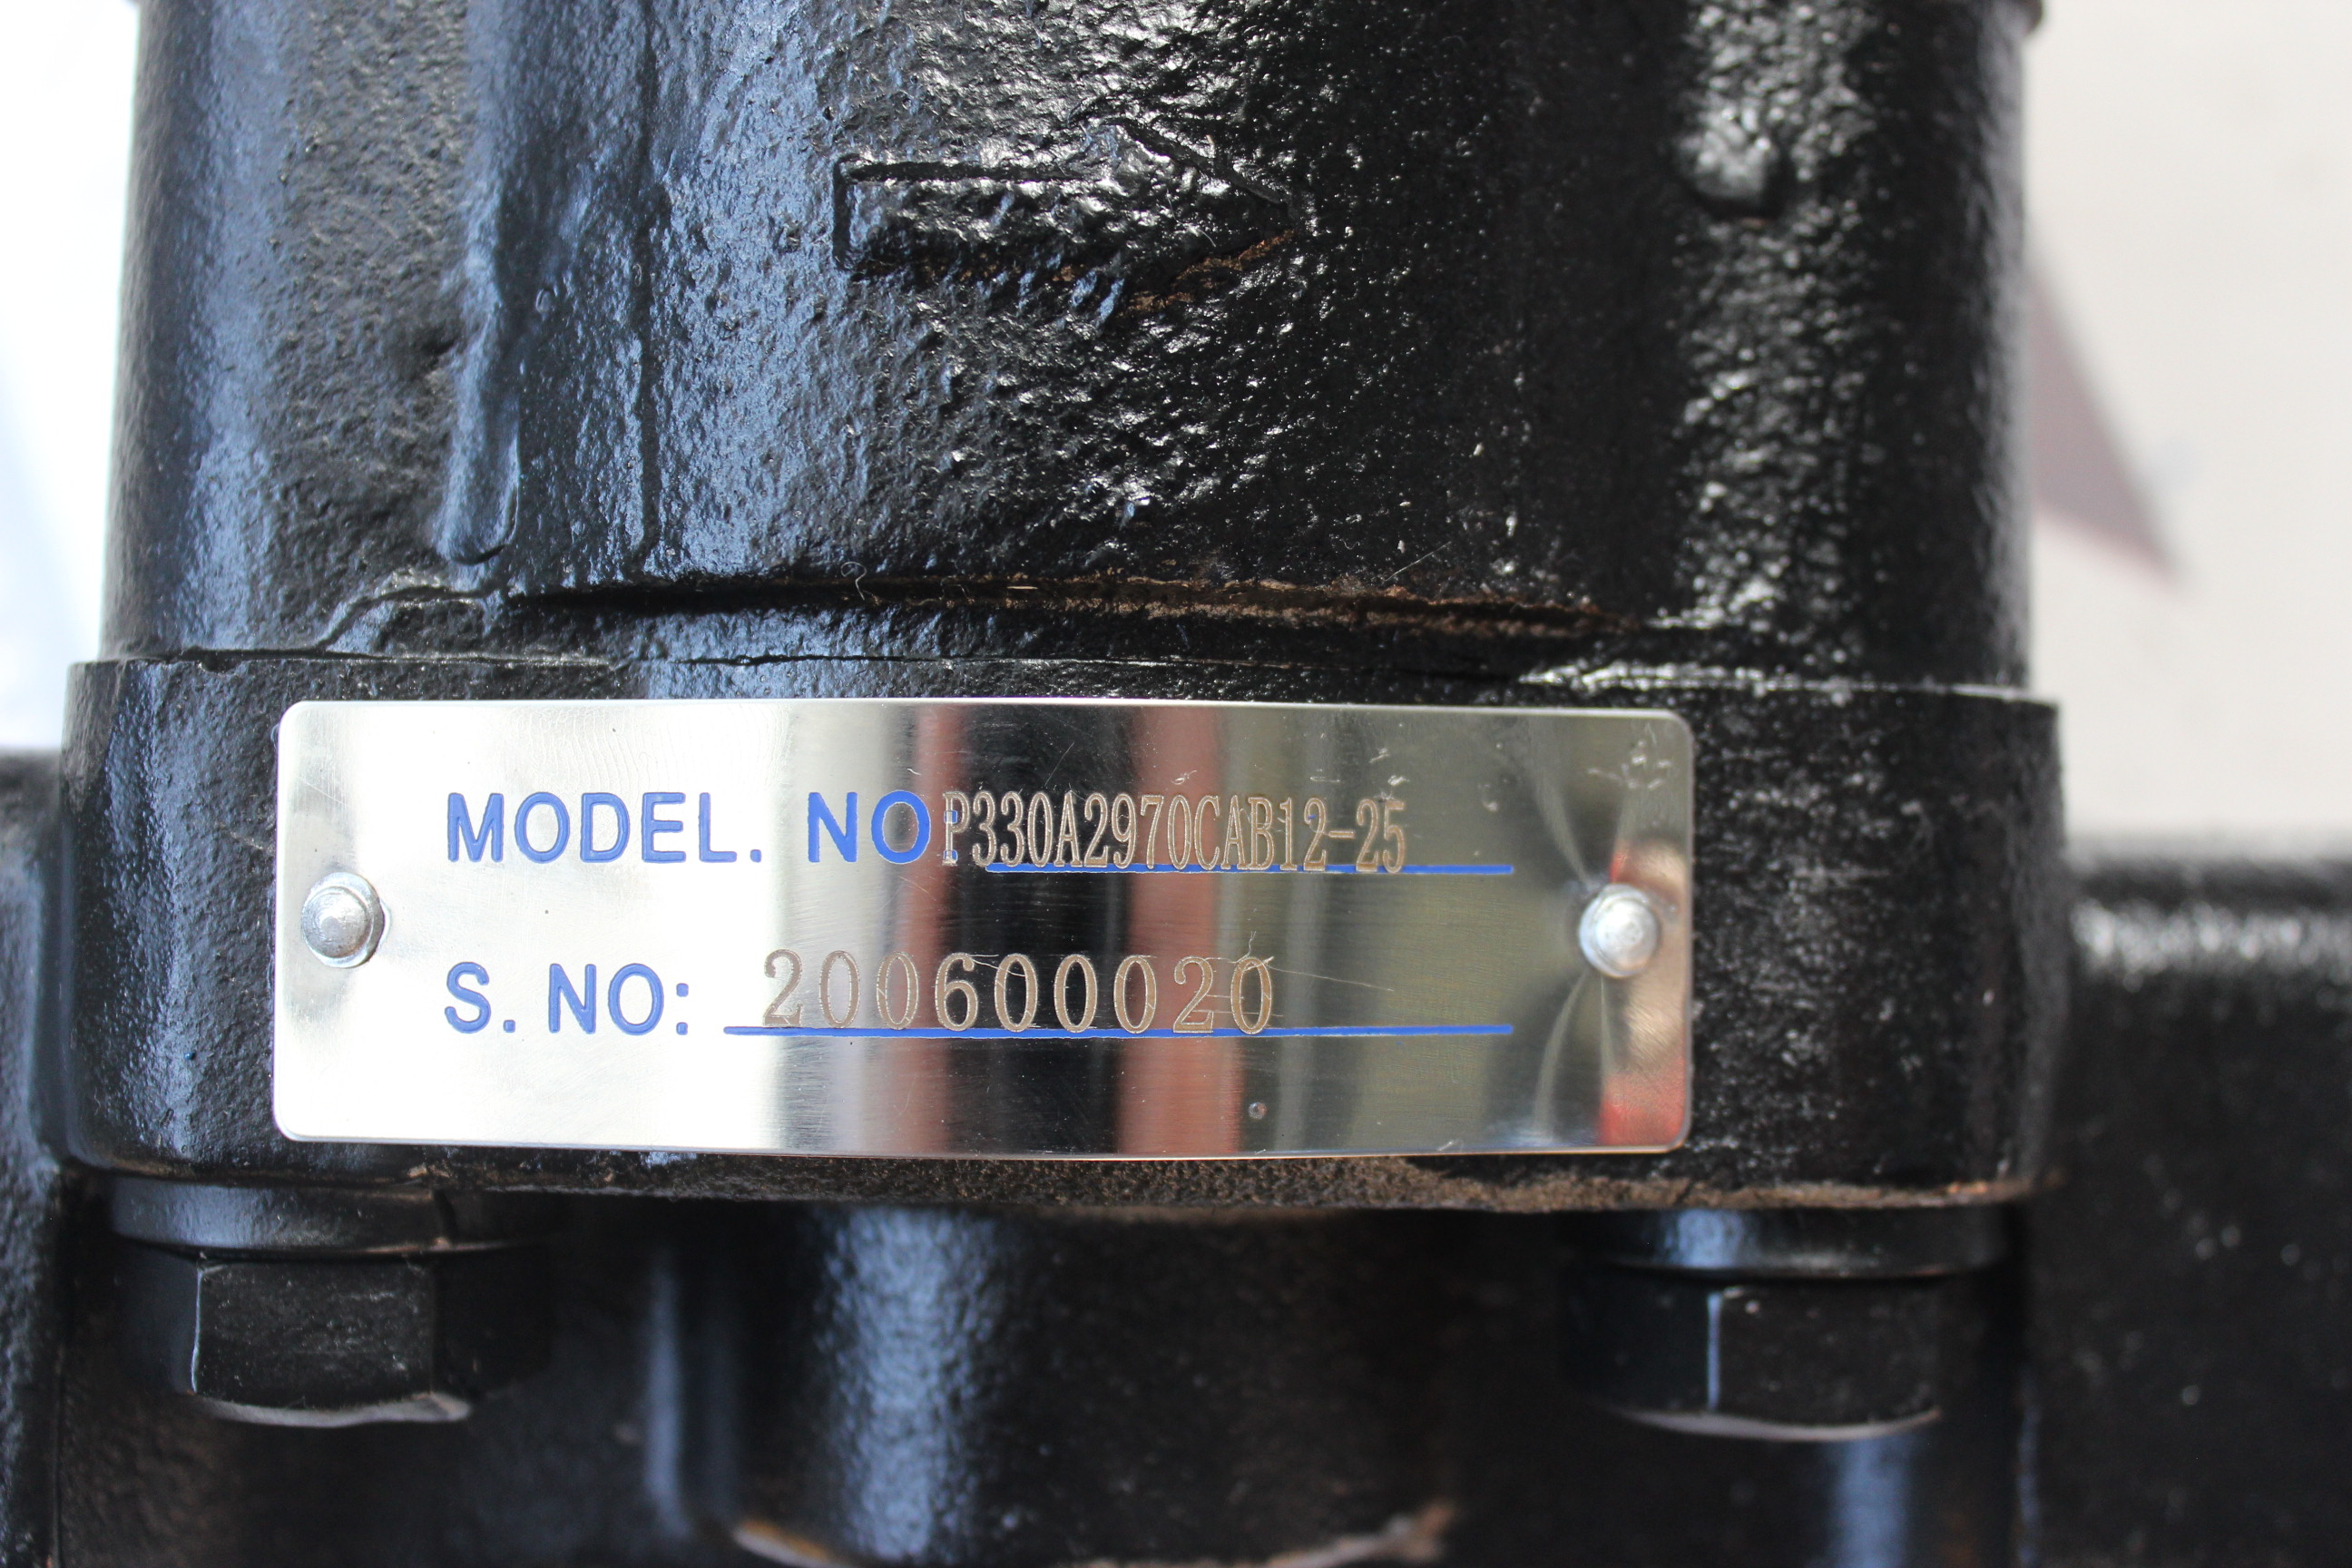 MODEL. NO:P330A2970CAB12-25
S. NO: 200600020